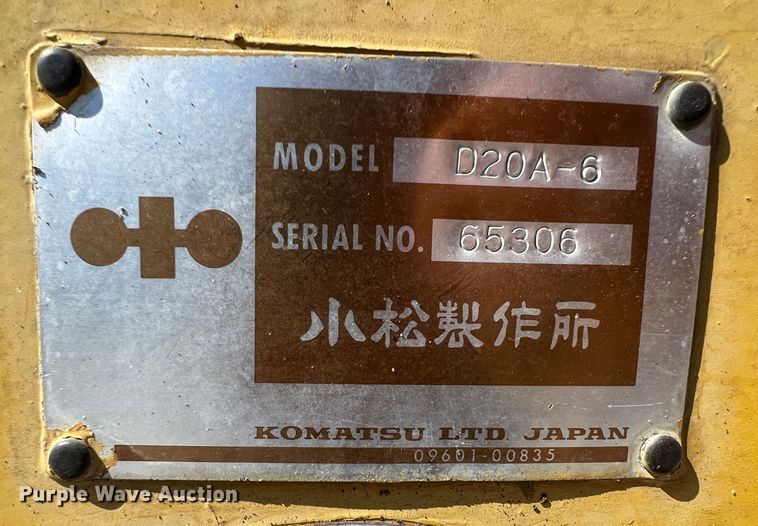 MODEL D20A-6
SERIAL NO. 65306
小松製作所
KOMATSU LTD. JAPAN
09601-00835
Purple Wave Auction